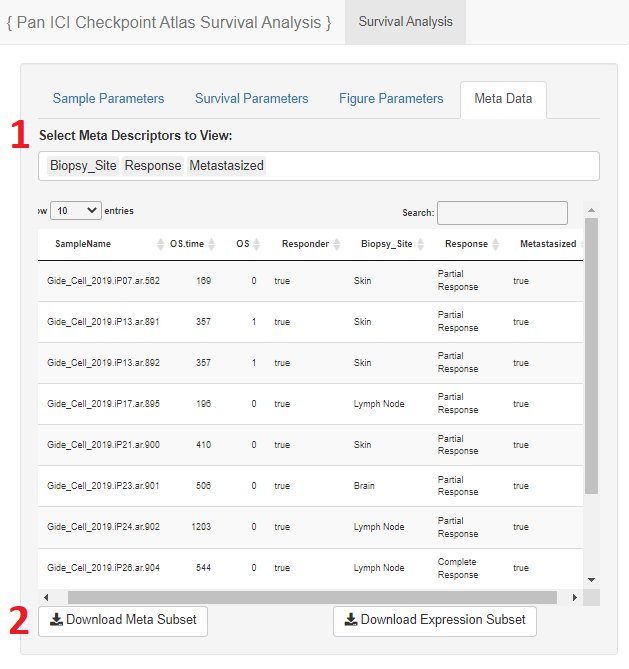 { Pan ICI Checkpoint Atlas Survival Analysis } Survival Analysis
Sample Parameters Survival Parameters Figure Parameters Meta Data
1 Select Meta Descriptors to View:
Biopsy_Site Response Metastasized
ow 10 entries Search:
SampleName OS.time OS Responder Biopsy_Site Response Metastasized
Gide_Cell_2019.iP07.ar.562 169 0 true Skin Partial Response true
Gide_Cell_2019.iP13.ar.891 357 1 true Skin Partial Response true
Gide_Cell_2019.iP13.ar.892 357 1 true Skin Partial Response true
Gide_Cell_2019.iP17.ar.895 196 0 true Lymph Node Partial Response true
Gide_Cell_2019.iP21.ar.900 410 0 true Skin Partial Response true
Gide_Cell_2019.iP23.ar.901 506 0 true Brain Partial Response true
Gide_Cell_2019.iP24.ar.902 1203 0 true Lymph Node Partial Response true
Gide_Cell_2019.iP26.ar.904 544 0 true Lymph Node Complete Response true
2 Download Meta Subset Download Expression Subset